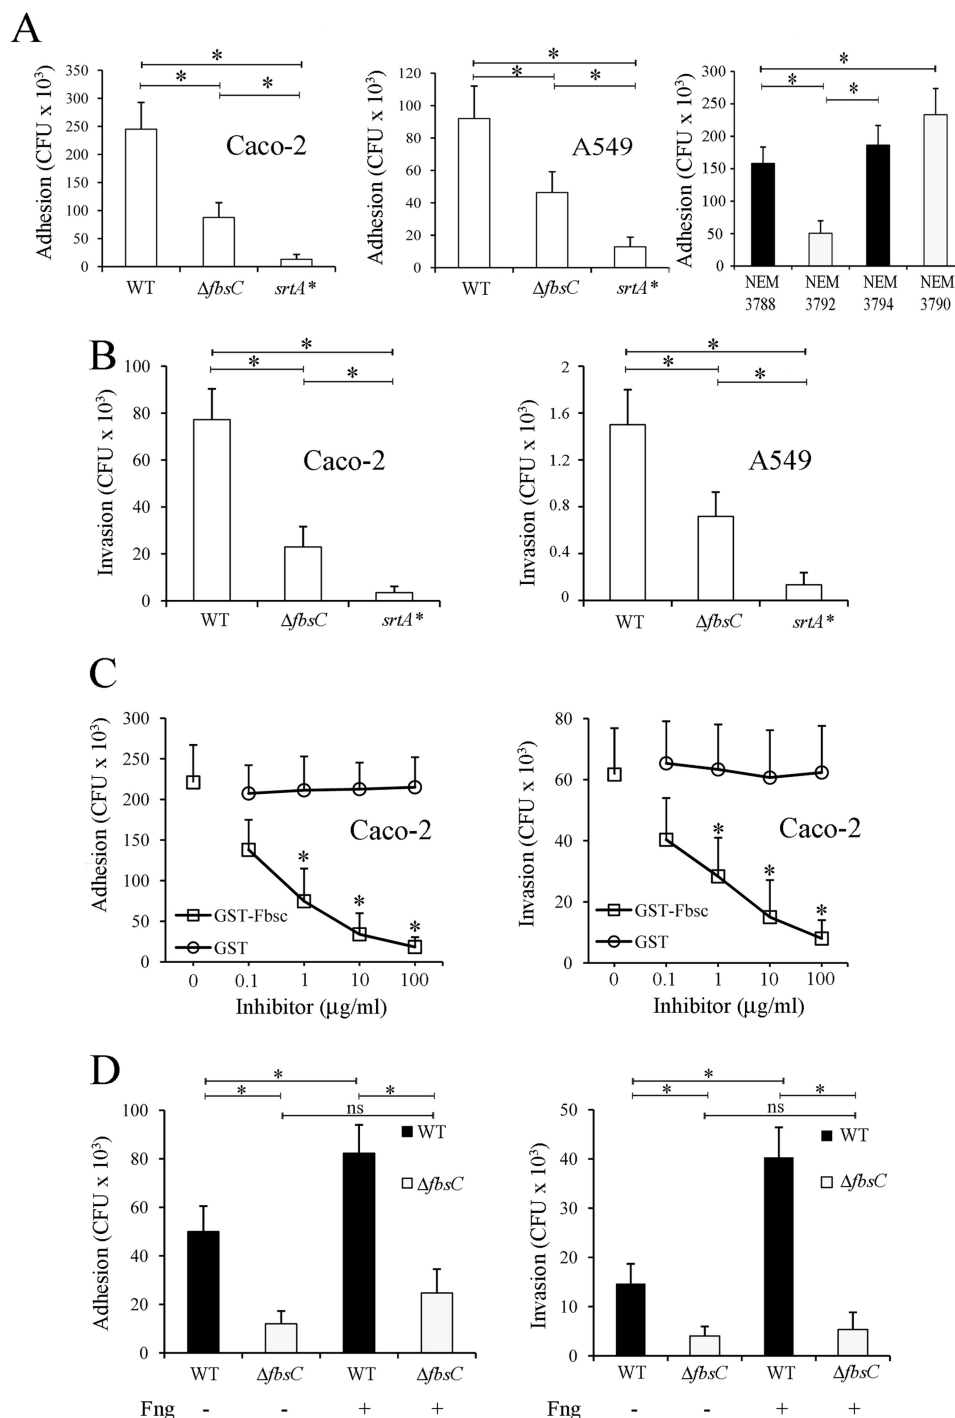 A
Adhesion (CFU x 10³)
350
300
250
200
150
100
50
0
*
*
*
Caco-2
WT
ΔfbsC
srtA*
Adhesion (CFU x 10³)
120
100
80
60
40
20
0
*
*
*
A549
WT
ΔfbsC
srtA*
Adhesion (CFU x 10³)
300
250
200
150
100
50
0
*
*
*
NEM NEM NEM NEM
3788 3792 3794 3790
B
Invasion (CFU x 10³)
100
80
60
40
20
0
*
*
*
Caco-2
WT
ΔfbsC
srtA*
Invasion (CFU x 10³)
2
1.6
1.2
0.8
0.4
0
*
*
*
A549
WT
ΔfbsC
srtA*
C
Adhesion (CFU x 10³)
300
250
200
150
100
50
0
Caco-2
*
*
*
GST-Fbsc
GST
0 0.1 1 10 100
Inhibitor (μg/ml)
Invasion (CFU x 10³)
80
60
40
20
0
Caco-2
*
*
*
GST-Fbsc
GST
0 0.1 1 10 100
Inhibitor (μg/ml)
D
Adhesion (CFU x 10³)
100
80
60
40
20
0
*
*
*
ns
WT
ΔfbsC
WT ΔfbsC WT ΔfbsC
Fng - - + +
Invasion (CFU x 10³)
50
40
30
20
10
0
*
*
*
ns
WT
ΔfbsC
WT ΔfbsC WT ΔfbsC
Fng - - + +